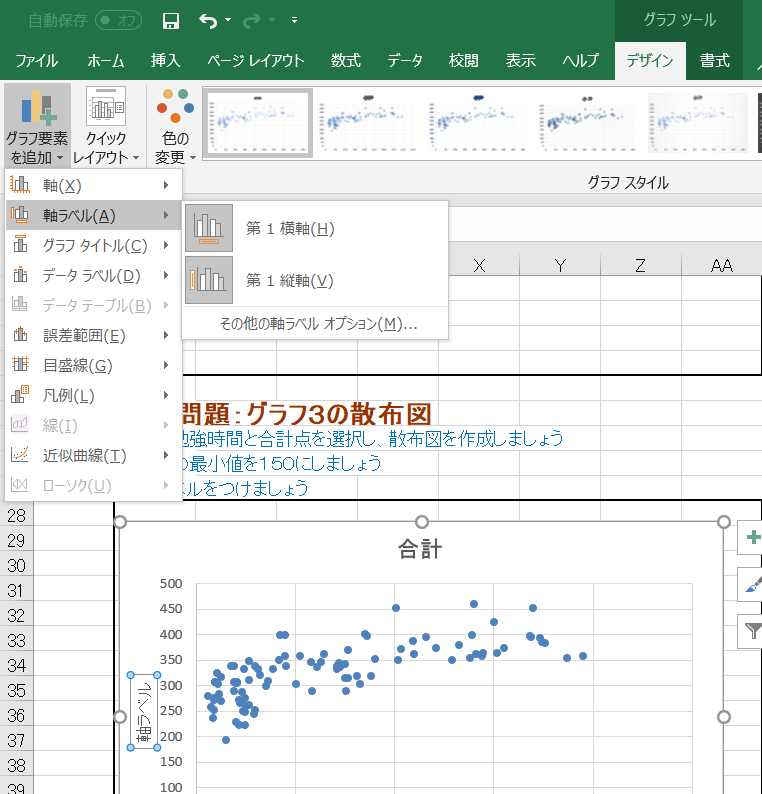 自動保存 オフ
グラフ ツール
ファイル ホーム 挿入 ページ レイアウト 数式 データ 校閲 表示 ヘルプ デザイン 書式
グラフ要素を追加
クイック レイアウト
色の変更
グラフ スタイル
軸(X)
軸ラベル(A)
グラフ タイトル(C)
データ ラベル(D)
データ テーブル(B)
誤差範囲(E)
目盛線(G)
凡例(L)
線(I)
近似曲線(T)
ローソク(U)
第 1 横軸(H)
第 1 縦軸(V)
その他の軸ラベル オプション(M)...
X Y Z AA
問題:グラフ3の散布図
勉強時間と合計点を選択し、散布図を作成しましょう
の最小値を150にしましょう
ベルをつけましょう
28
29
30
31
32
33
34
35
36
37
38
39
合計
500
450
400
350
300
250
200
150
100
軸ラベル